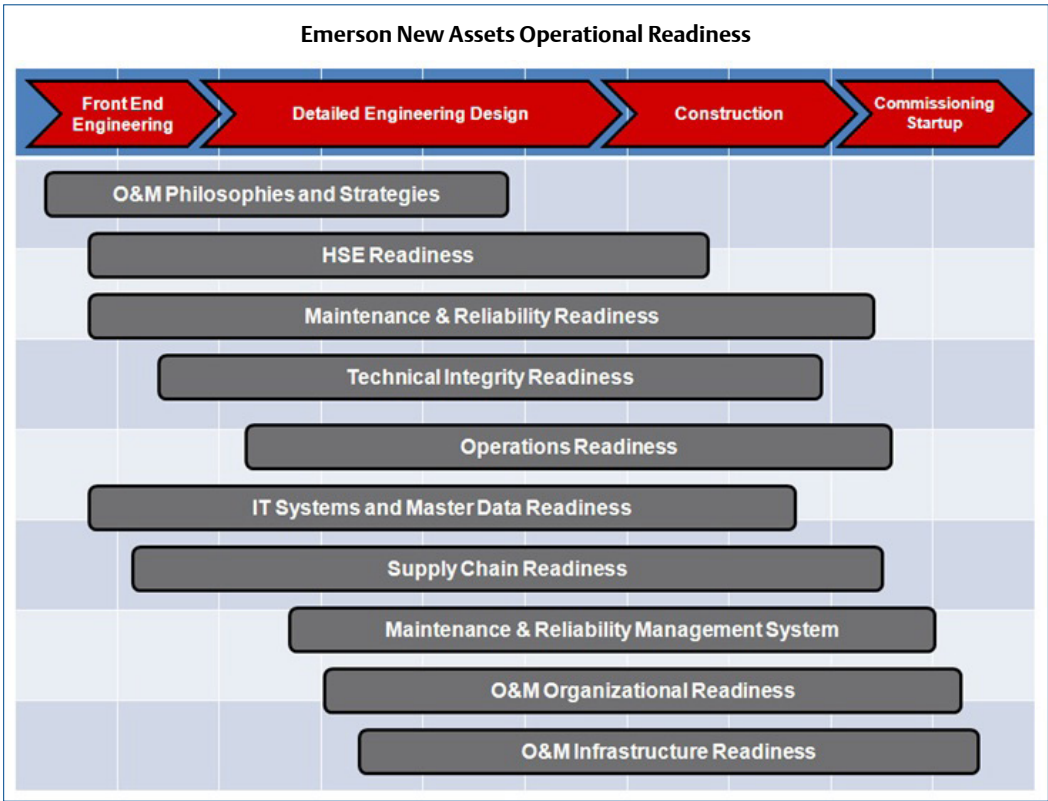 Emerson New Assets Operational Readiness
Front End
Engineering
Detailed Engineering Design
Construction
Commissioning
Startup
O&M Philosophies and Strategies
HSE Readiness
Maintenance & Reliability Readiness
Technical Integrity Readiness
Operations Readiness
IT Systems and Master Data Readiness
Supply Chain Readiness
Maintenance & Reliability Management System
O&M Organizational Readiness
O&M Infrastructure Readiness